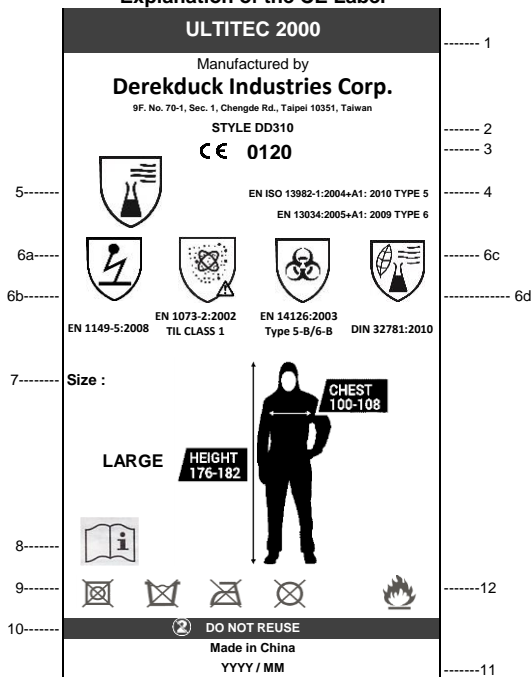 Explanation of the CE Label
ULTITEC 2000
------- 1
Manufactured by
Derekduck Industries Corp.
9F. No. 70-1, Sec. 1, Chengde Rd., Taipei 10351, Taiwan
STYLE DD310
------- 2
CE 0120
------- 3
5-------
EN ISO 13982-1:2004+A1: 2010 TYPE 5
------- 4
EN 13034:2005+A1: 2009 TYPE 6
6a-----
------- 6c
6b------
------------- 6d
EN 1149-5:2008
EN 1073-2:2002
TIL CLASS 1
EN 14126:2003
Type 5-B/6-B
DIN 32781:2010
7--------
Size :
CHEST
100-108
LARGE
HEIGHT
176-182
8-------
i
9-------
-------12
10-------
2 DO NOT REUSE
Made in China
YYYY / MM
-------11